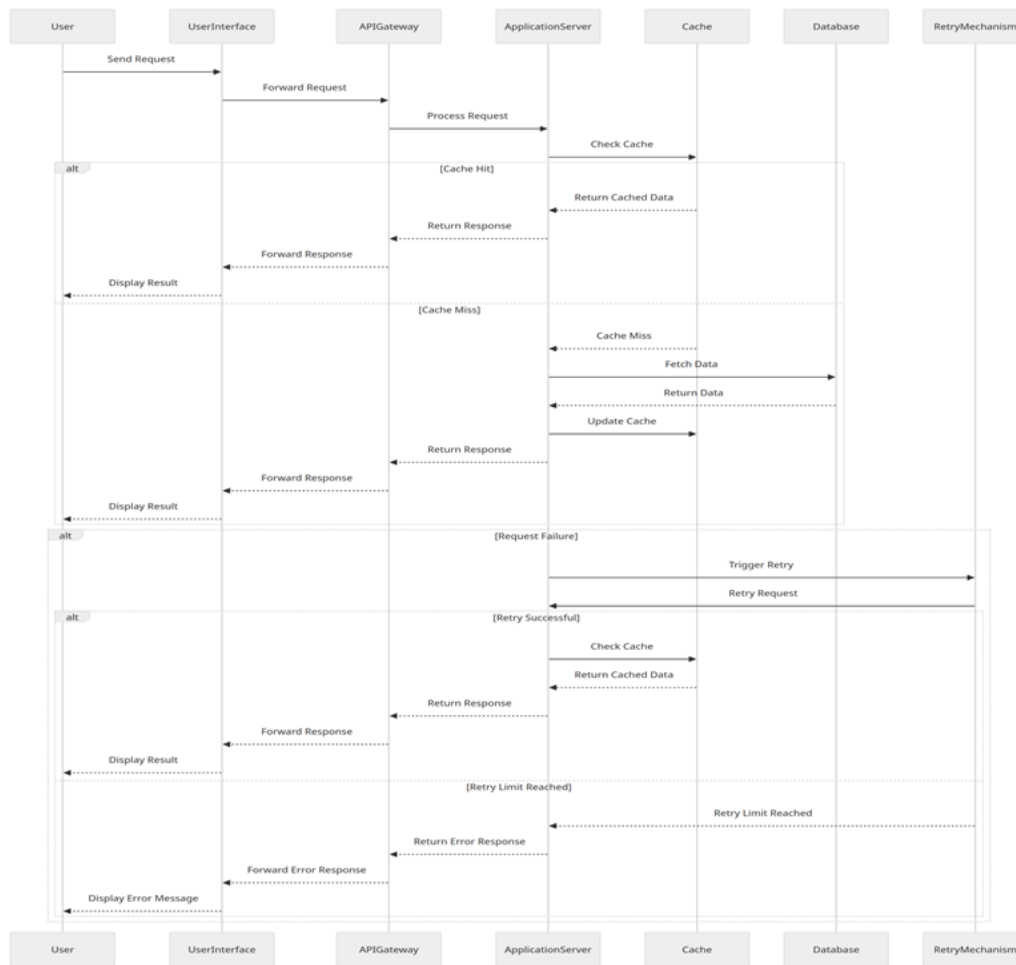 User UserInterface APIGateway ApplicationServer Cache Database RetryMechanism
Send Request
Forward Request
Process Request
Check Cache
alt [Cache Hit]
Return Cached Data
Return Response
Forward Response
Display Result
[Cache Miss]
Cache Miss
Fetch Data
Return Data
Update Cache
Return Response
Forward Response
Display Result
alt [Request Failure]
Trigger Retry
Retry Request
alt [Retry Successful]
Check Cache
Return Cached Data
Return Response
Forward Response
Display Result
[Retry Limit Reached]
Retry Limit Reached
Return Error Response
Forward Error Response
Display Error Message
User UserInterface APIGateway ApplicationServer Cache Database RetryMechanism